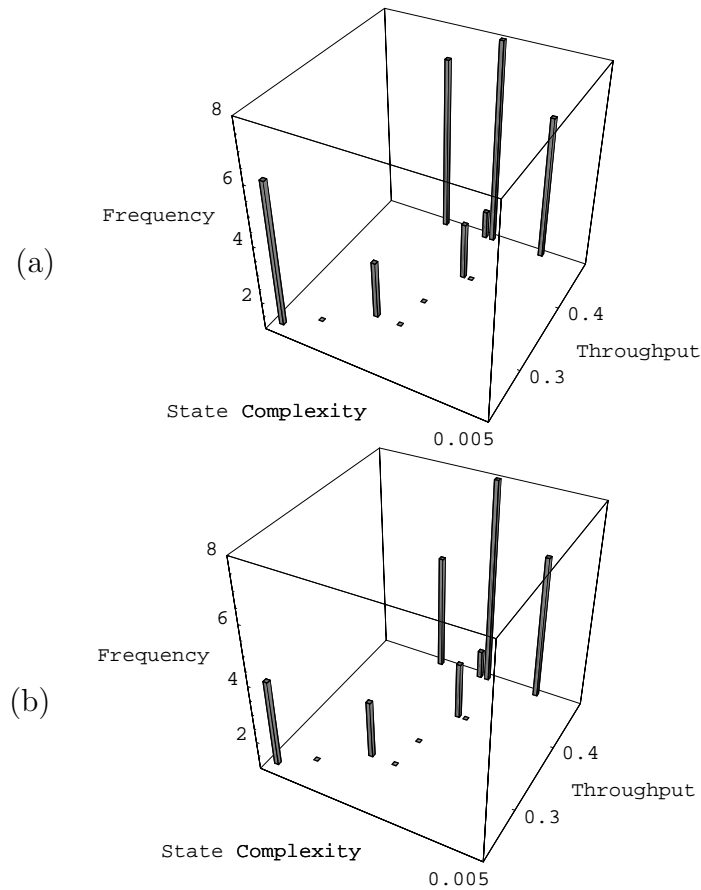 8
6
Frequency
4
(a)
2
0.4
Throughput
0.3
State Complexity
0.005
8
6
Frequency
4
(b)
2
0.4
Throughput
0.3
State Complexity
0.005